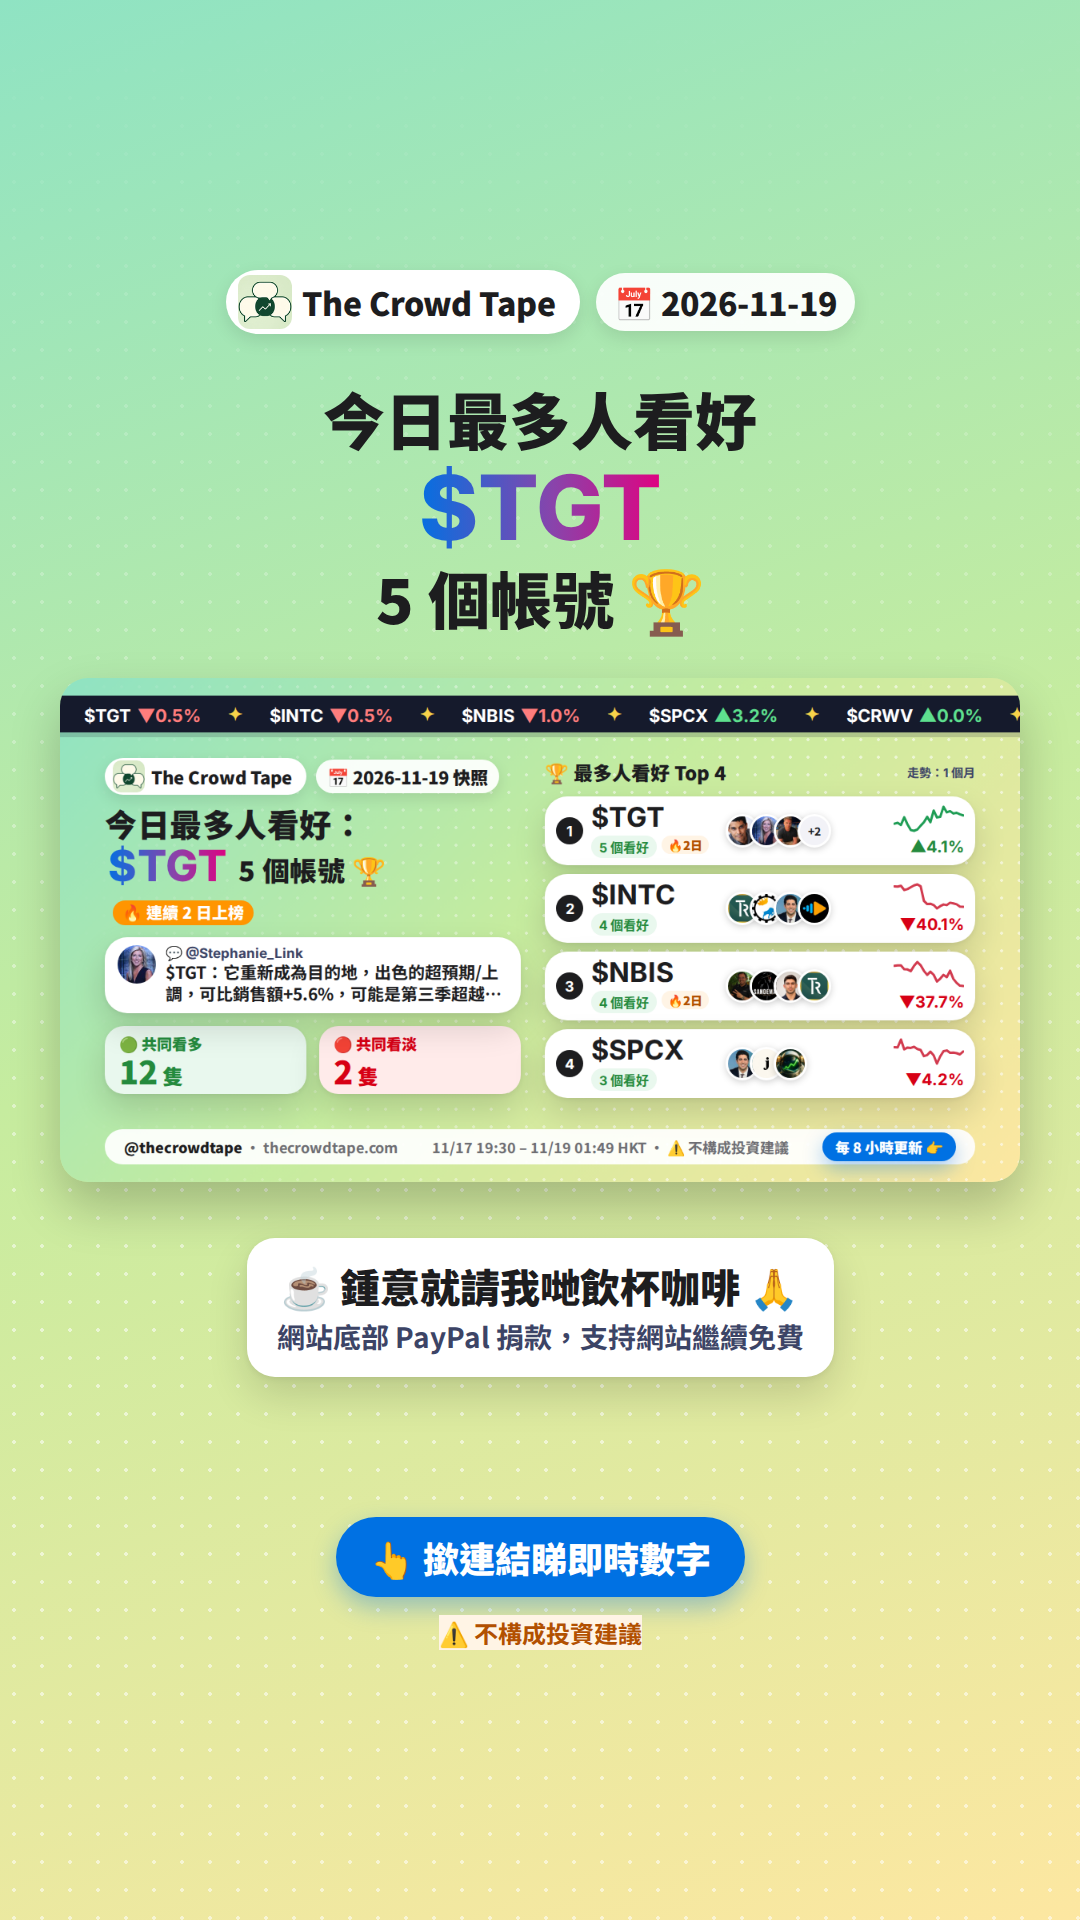 The Crowd Tape
July
2026-11-19
今日最多人看好
$TGT
5 個帳號
$TGT ▼0.5% ✦ $INTC ▼0.5% ✦ $NBIS ▼1.0% ✦ $SPCX ▲3.2% ✦ $CRWV ▲0.0% ✦
The Crowd Tape
2026-11-19 快照
今日最多人看好：
$TGT 5 個帳號
連續 2 日上榜
@Stephanie_Link
$TGT：它重新成為目的地，出色的超預期/上
調，可比銷售額+5.6%，可能是第三季超越…
共同看多
12 隻
共同看淡
2 隻
最多人看好 Top 4
走勢：1 個月
1 $TGT
5 個看好 2日
+2
▲4.1%
2 $INTC
4 個看好
TR
▼40.1%
3 $NBIS
4 個看好 2日
TR
▼37.7%
4 $SPCX
3 個看好
j
▼4.2%
@thecrowdtape · thecrowdtape.com
11/17 19:30 – 11/19 01:49 HKT · ⚠️ 不構成投資建議
每 8 小時更新
鍾意就請我哋飲杯咖啡
網站底部 PayPal 捐款，支持網站繼續免費
撳連結睇即時數字
⚠️ 不構成投資建議